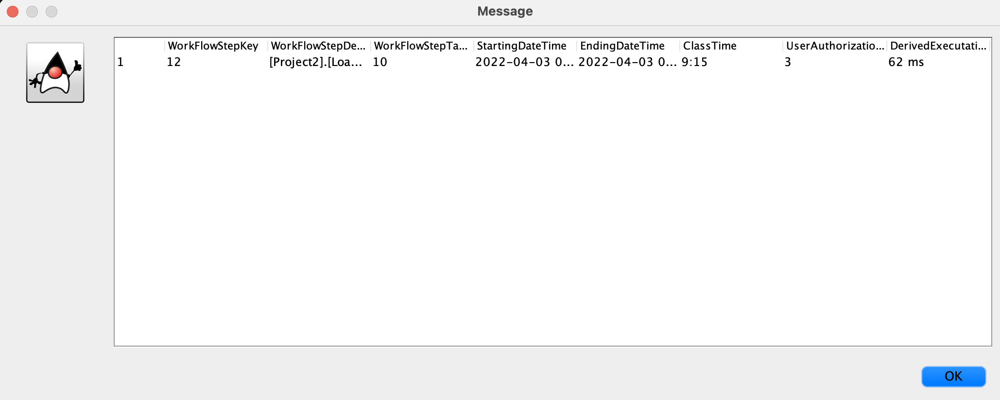 Message
WorkFlowStepKey WorkFlowStepDe... WorkFlowStepTa... StartingDateTime EndingDateTime ClassTime UserAuthorizatio... DerivedExecutati...
1 12 [Project2].[Loa... 10 2022-04-03 0... 2022-04-03 0... 9:15 3 62 ms
OK